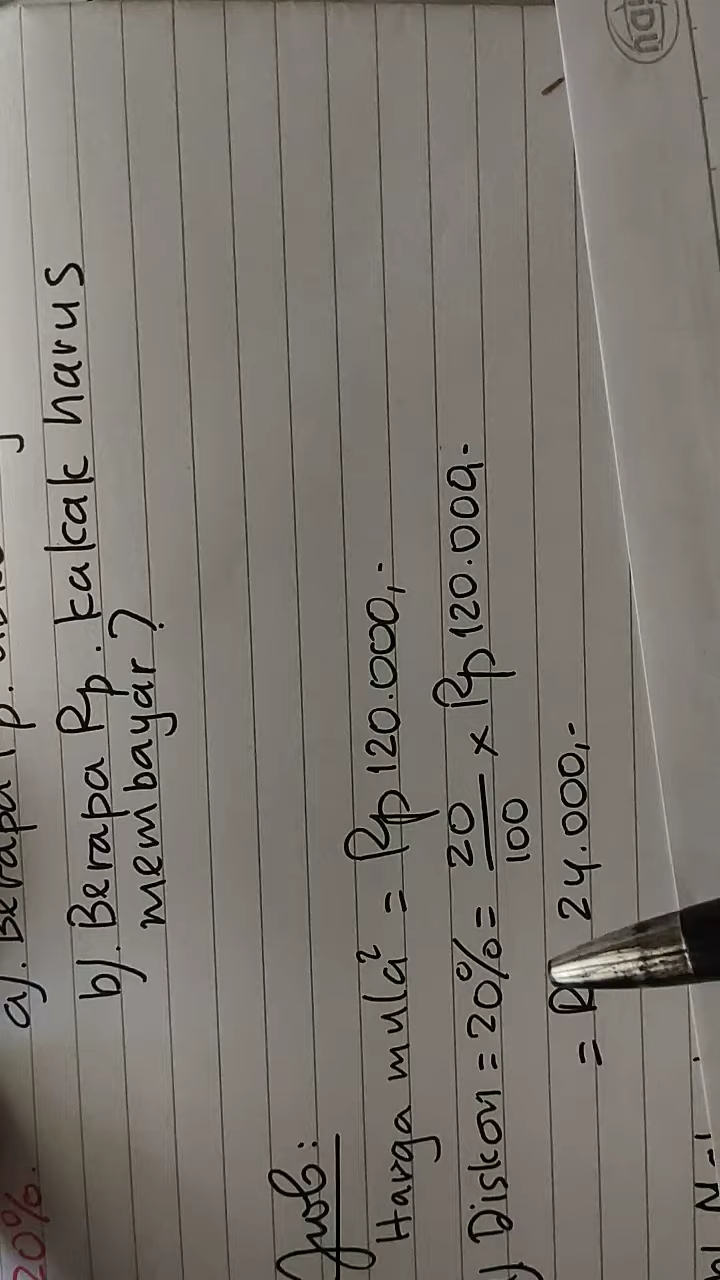 20%.
a). Berapa Rp.
b). Berapa Rp. kakak harus
membayar?
Jwb:
Harga mula² = Rp 120.000,-
) Diskon = 20% = 20/100 x Rp 120.000.-
= R 24.000,-